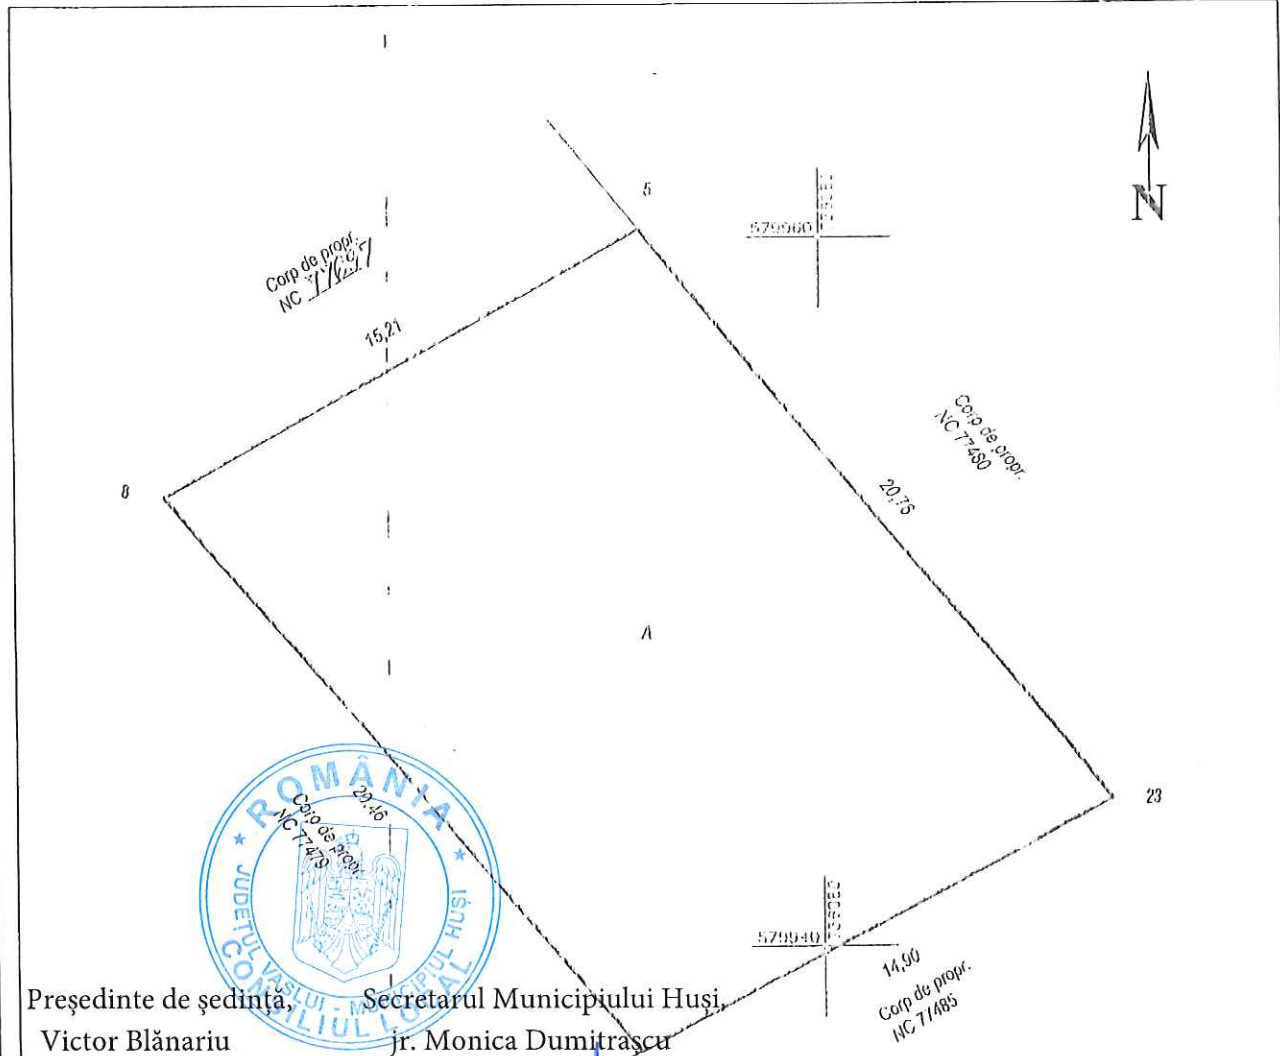 5
N
579960
Corp de propr.
NC
15,21
Corp de propr.
NC 77480
20,76
8
A
23
ROMÂNIA
JUDEȚUL VASLUI - MUNICIPIUL HUȘI
CONSILIUL LOCAL
20,46
Corp de propr.
NC 77479
579940
14,90
Corp de propr.
NC 77485
Președinte de ședință,
Victor Blănariu
Secretarul Municipiului Huși,
jr. Monica Dumitrașcu